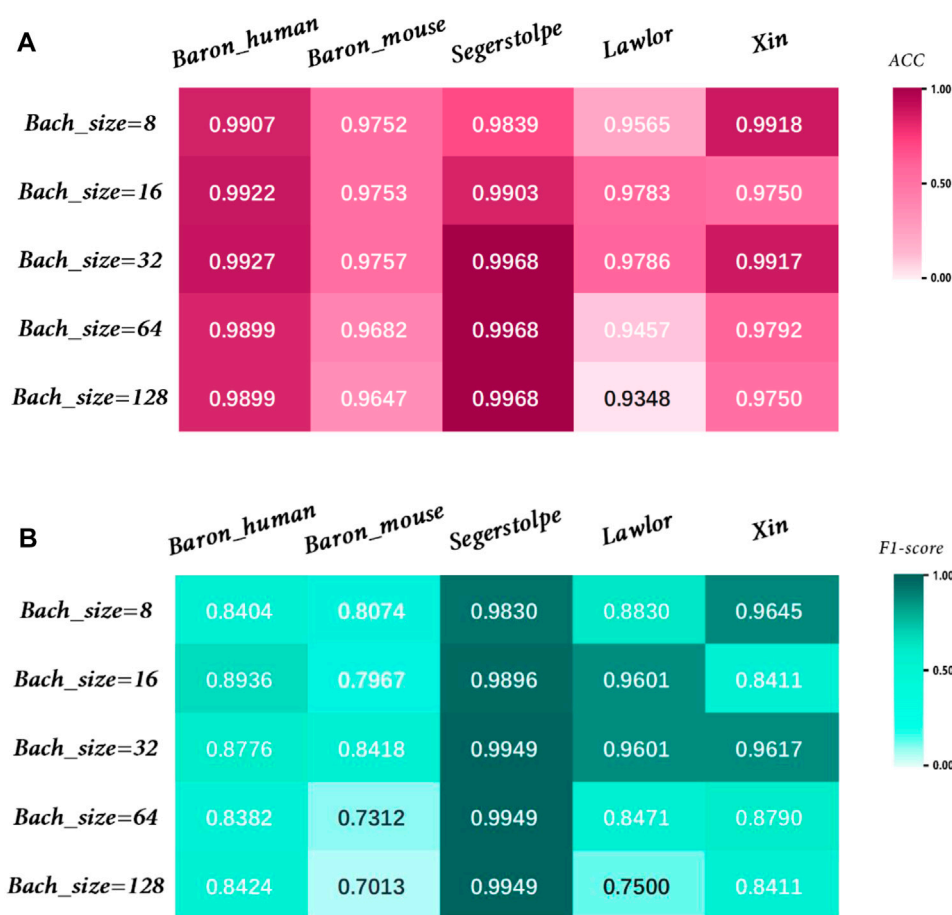 A
Baron_human Baron_mouse Segerstolpe Lawlor Xin
ACC
Bach_size=8 0.9907 0.9752 0.9839 0.9565 0.9918
1.00
Bach_size=16 0.9922 0.9753 0.9903 0.9783 0.9750
0.50
Bach_size=32 0.9927 0.9757 0.9968 0.9786 0.9917
0.00
Bach_size=64 0.9899 0.9682 0.9968 0.9457 0.9792
Bach_size=128 0.9899 0.9647 0.9968 0.9348 0.9750
B
Baron_human Baron_mouse Segerstolpe Lawlor Xin
F1-score
Bach_size=8 0.8404 0.8074 0.9830 0.8830 0.9645
1.00
Bach_size=16 0.8936 0.7967 0.9896 0.9601 0.8411
0.50
Bach_size=32 0.8776 0.8418 0.9949 0.9601 0.9617
0.00
Bach_size=64 0.8382 0.7312 0.9949 0.8471 0.8790
Bach_size=128 0.8424 0.7013 0.9949 0.7500 0.8411